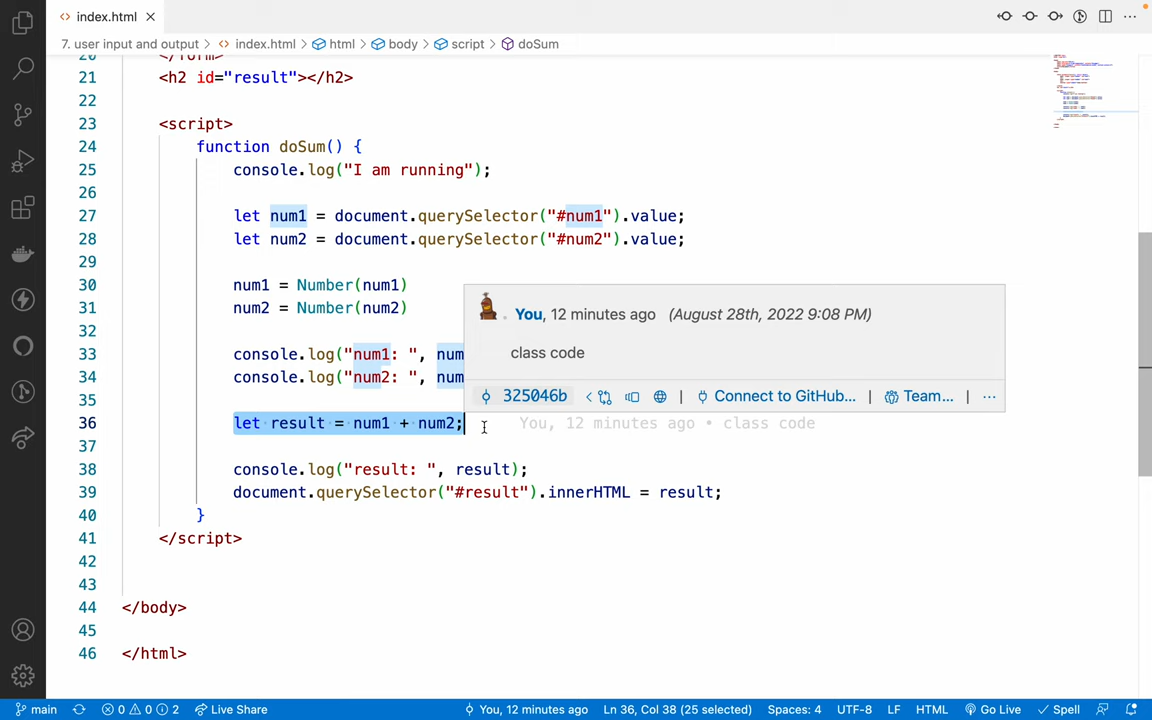 index.html
7. user input and output > index.html > html > body > script > doSum
20 </form>
21 <h2 id="result"></h2>
22
23 <script>
24 function doSum() {
25 console.log("I am running");
26
27 let num1 = document.querySelector("#num1").value;
28 let num2 = document.querySelector("#num2").value;
29
30 num1 = Number(num1)
31 num2 = Number(num2)
You, 12 minutes ago (August 28th, 2022 9:08 PM)
32
33 console.log("num1: ", num
class code
34 console.log("num2: ", num
325046b | Connect to GitHub... | Team... ...
35
36 let result = num1 + num2; You, 12 minutes ago • class code
37
38 console.log("result: ", result);
39 document.querySelector("#result").innerHTML = result;
40 }
41 </script>
42
43
44 </body>
45
46 </html>
main 0 0 2 Live Share You, 12 minutes ago Ln 36, Col 38 (25 selected) Spaces: 4 UTF-8 LF HTML Go Live Spell